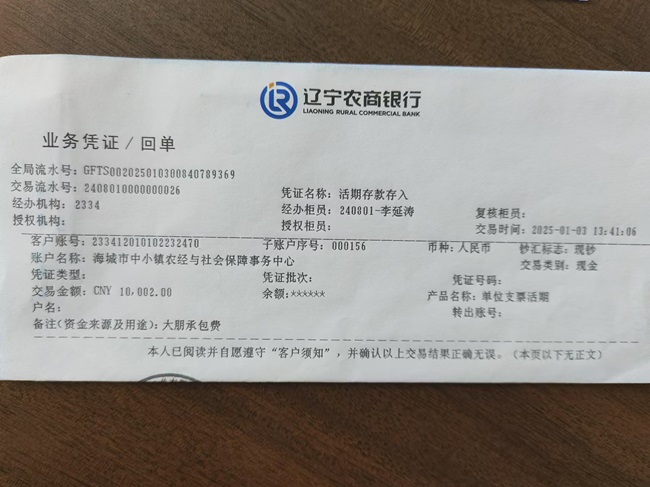 辽宁农商银行
LIAONING RURAL COMMERCIAL BANK
业务凭证/回单
全局流水号：GFTS002025010300840789369
交易流水号：2408010000000026 凭证名称：活期存款存入
经办机构：2334 经办柜员：240801-李延涛 复核柜员：
授权机构： 授权柜员： 交易时间：2025-01-03 13:41:06
客户账号：233412010102232470 子账户序号：000156 币种：人民币 钞汇标志：现钞
账户名称：海城市中小镇农经与社会保障事务中心 交易类别：现金
凭证类型： 凭证批次： 凭证号码：
交易金额：CNY 10,002.00 余额：****** 产品名称：单位支票活期
户名： 转出账号：
备注(资金来源及用途)：大朋承包费
本人已阅读并自愿遵守“客户须知”，并确认以上交易结果正确无误。（本页以下无正文）